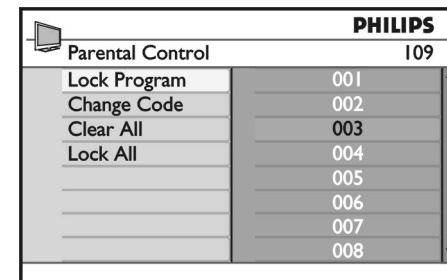 PHILIPS
Parental Control 109
Lock Program 001
Change Code 002
Clear All 003
Lock All 004
005
006
007
008